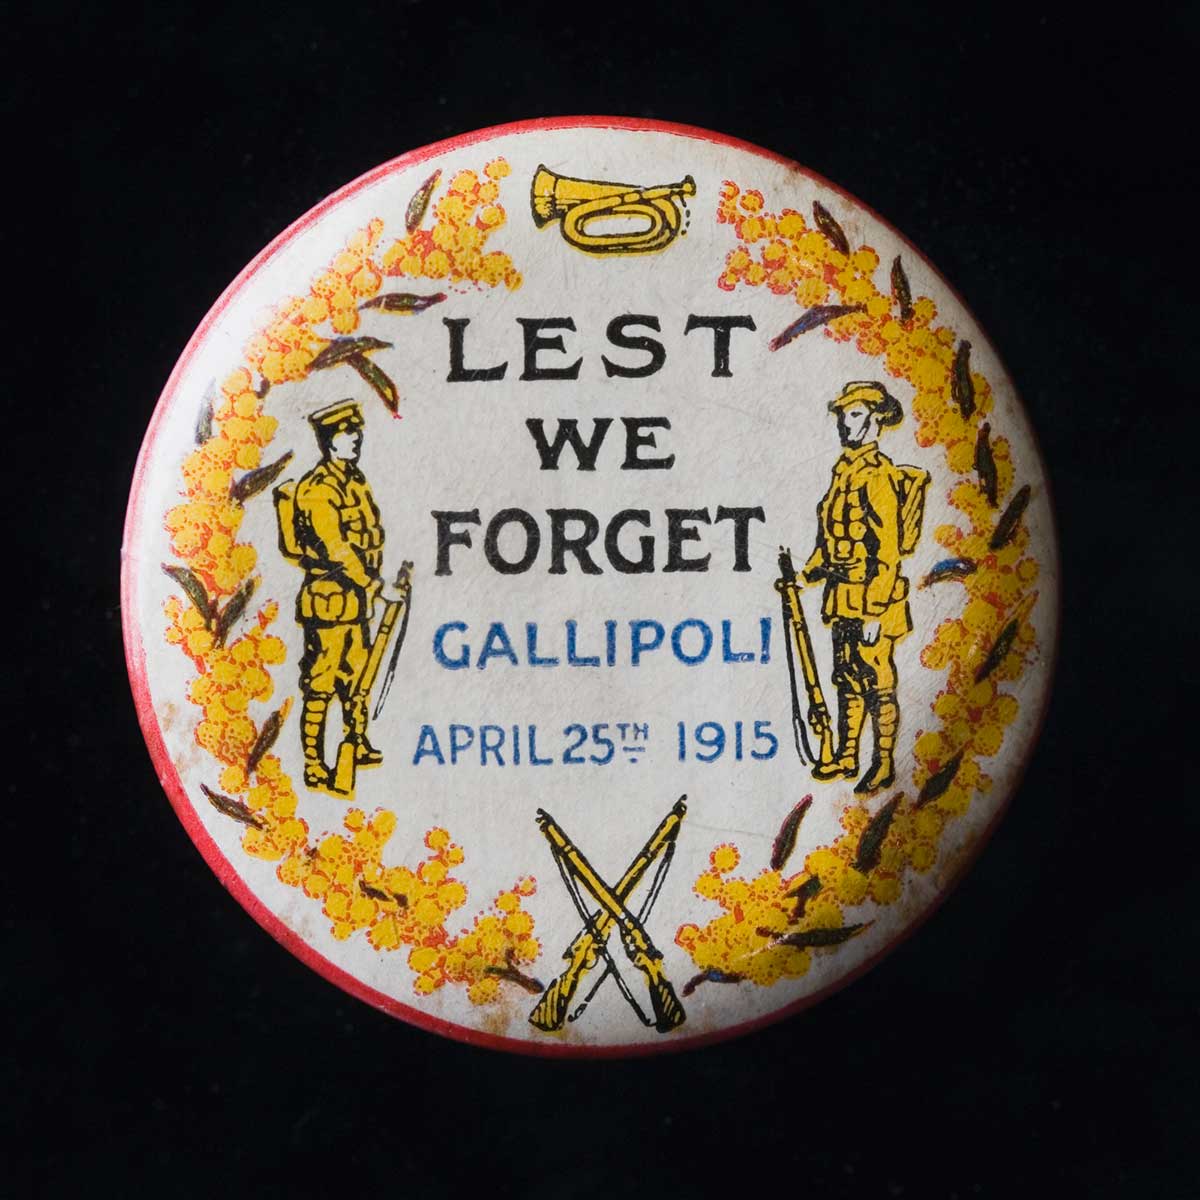 LEST
WE
FORGET
GALLIPOLI
APRIL 25TH 1915